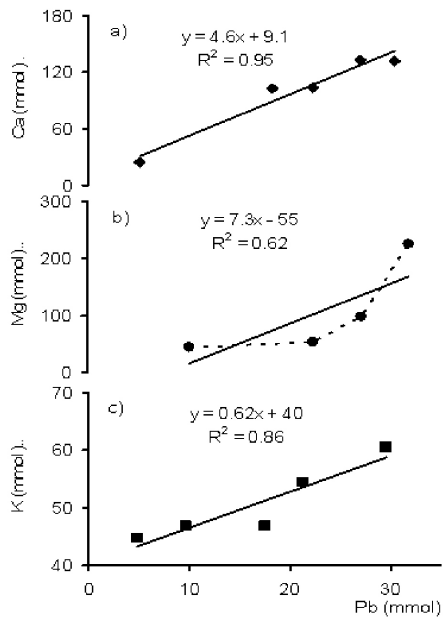 180
a)
y = 4.6x + 9.1
R² = 0.95
120
Ca (mmol)..
60
0
300
b)
y = 7.3x - 55
R² = 0.62
200
Mg (mmol)..
100
0
70
c)
y = 0.62x + 40
R² = 0.86
60
K (mmol)..
50
40
0 10 20 30
Pb (mmol)